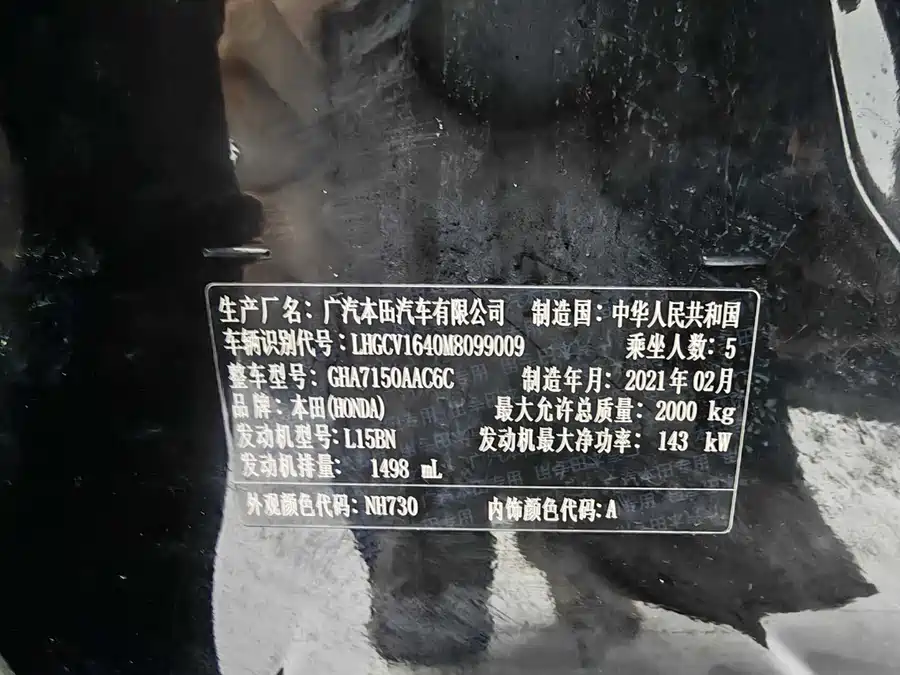 生产厂名：广汽本田汽车有限公司 制造国：中华人民共和国
车辆识别代号：LHGCV1640M8099009 乘坐人数：5
整车型号：GHA7150AAC6C 制造年月：2021年02月
品牌：本田(HONDA) 最大允许总质量：2000 kg
发动机型号：L15BN 发动机最大净功率：143 kW
发动机排量：1498 mL
外观颜色代码：NH730 内饰颜色代码：A